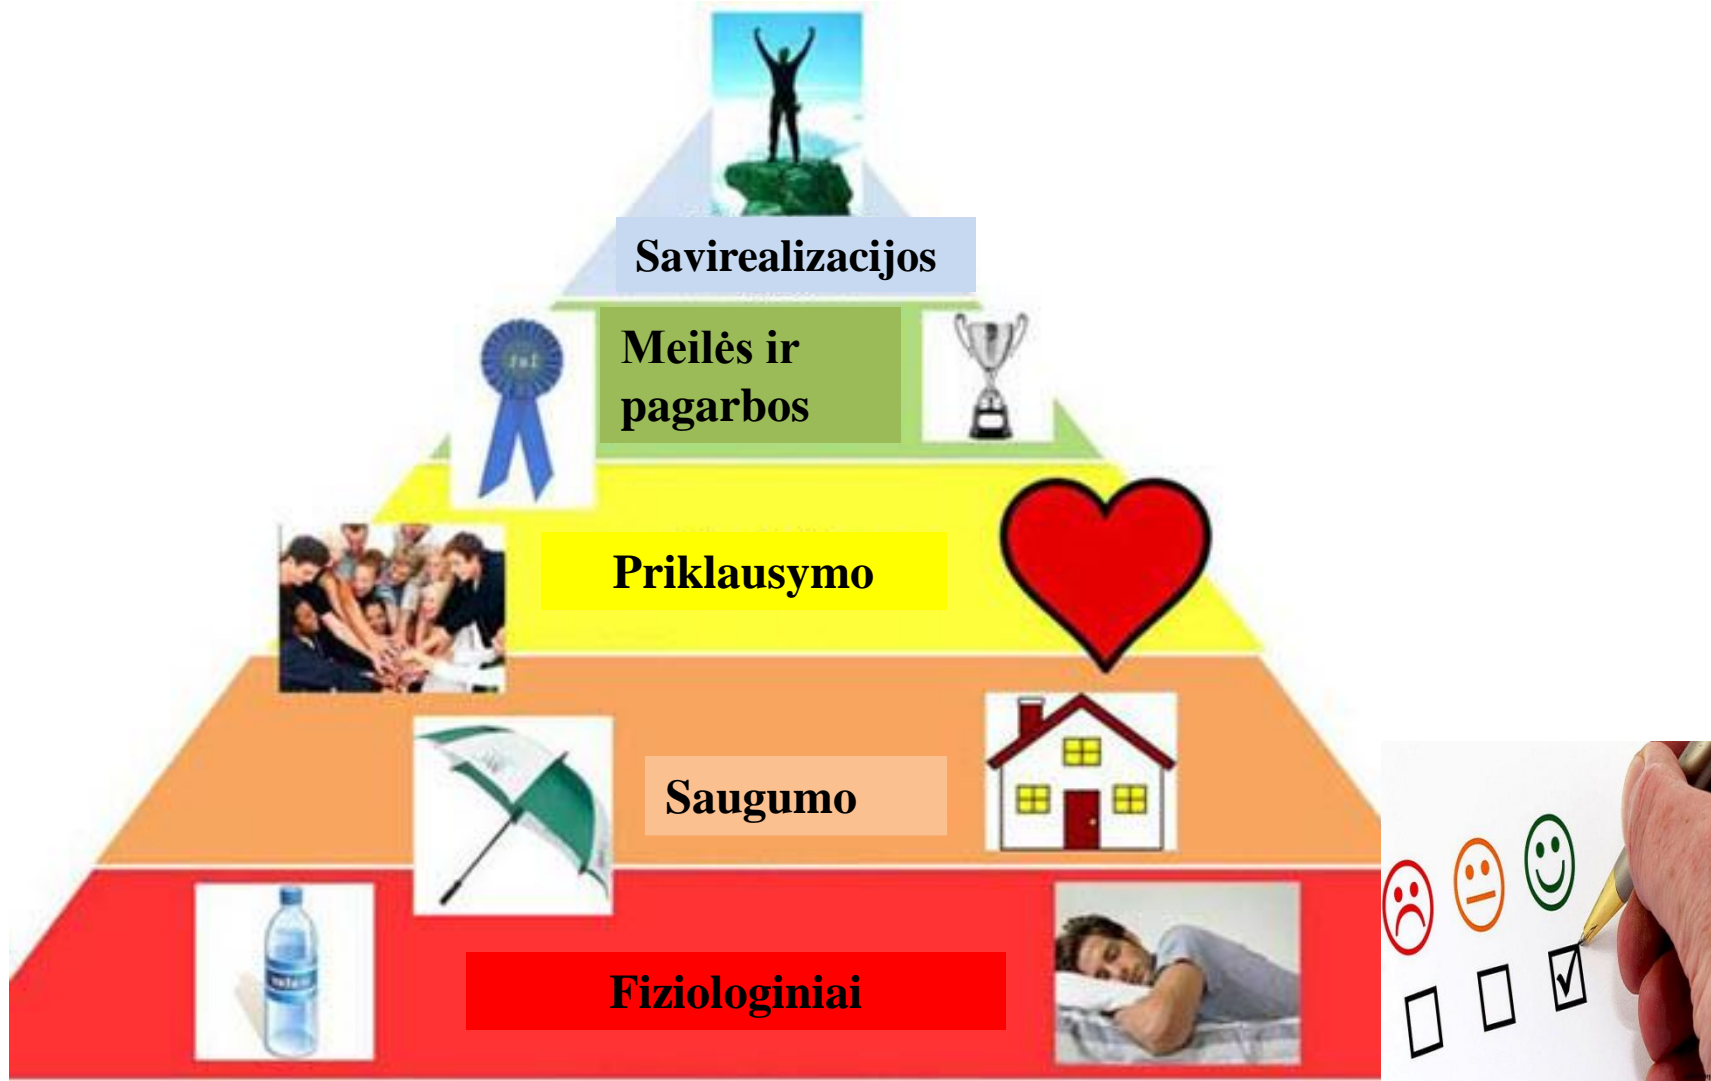 Savirealizacijos
Meilės ir
pagarbos
Priklausymo
Saugumo
Fiziologiniai